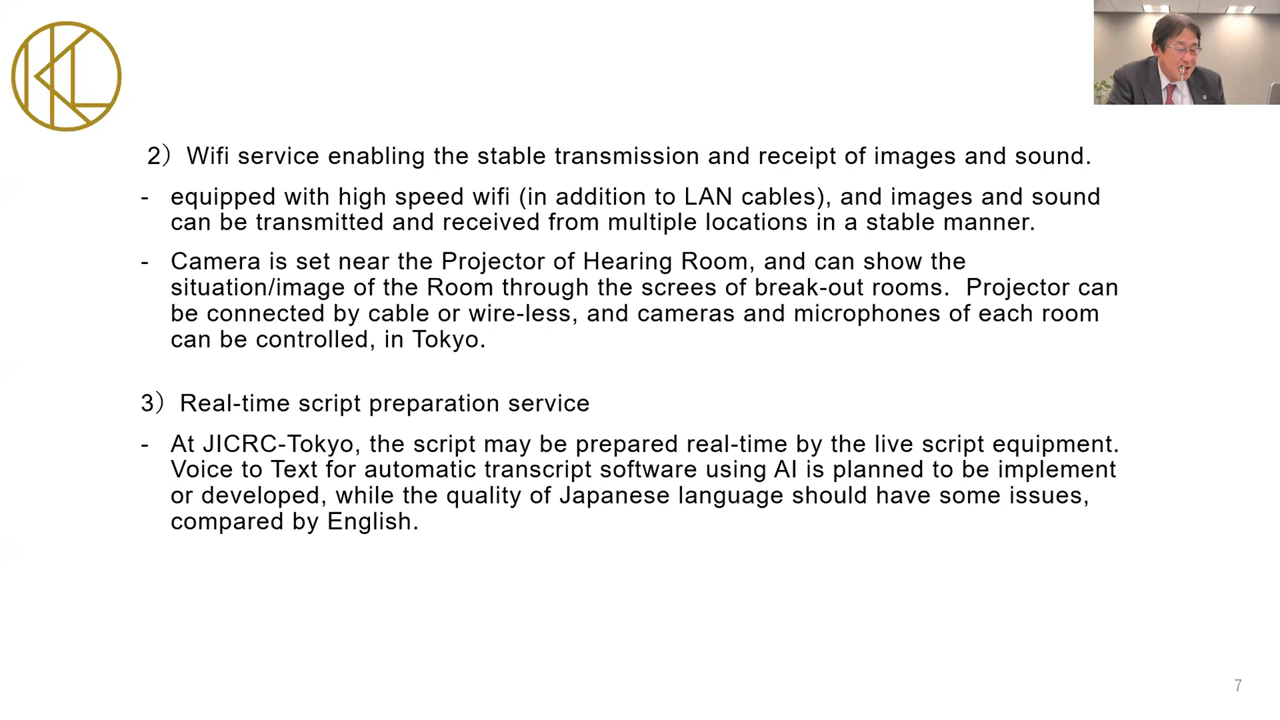 KL
2）Wifi service enabling the stable transmission and receipt of images and sound.
- equipped with high speed wifi (in addition to LAN cables), and images and sound
can be transmitted and received from multiple locations in a stable manner.
- Camera is set near the Projector of Hearing Room, and can show the
situation/image of the Room through the screes of break-out rooms.  Projector can
be connected by cable or wire-less, and cameras and microphones of each room
can be controlled, in Tokyo.
3）Real-time script preparation service
- At JICRC-Tokyo, the script may be prepared real-time by the live script equipment.
Voice to Text for automatic transcript software using AI is planned to be implement
or developed, while the quality of Japanese language should have some issues,
compared by English.
7